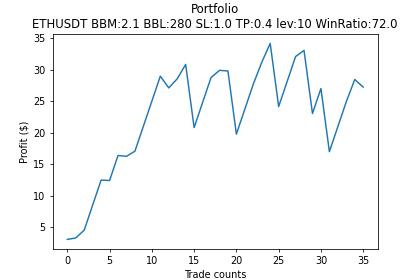 Portfolio
ETHUSDT BBM:2.1 BBL:280 SL:1.0 TP:0.4 lev:10 WinRatio:72.0
35
30
25
20
15
10
5
Profit ($)
0 5 10 15 20 25 30 35
Trade counts